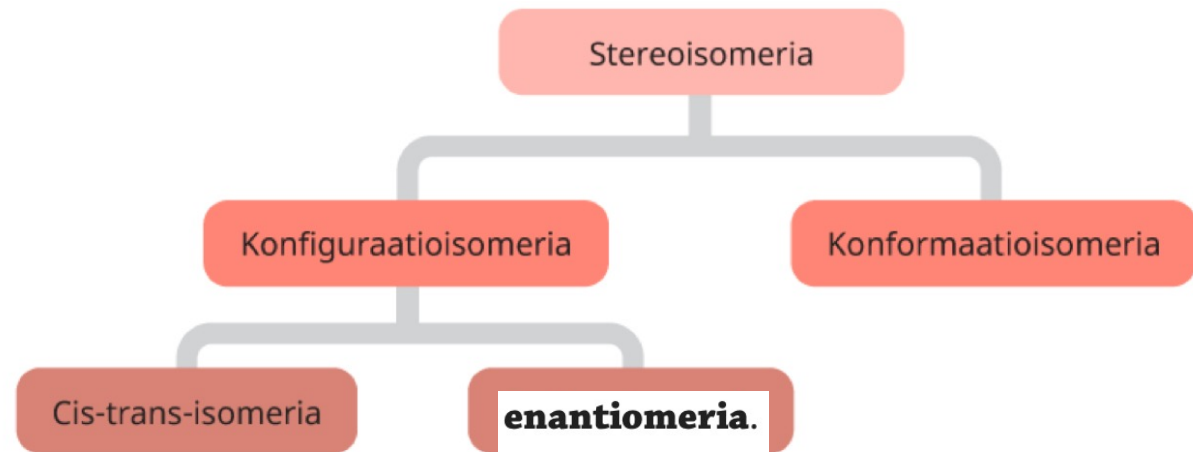 Stereoisomeria
Konfiguraatioisomeria
Konformaatioisomeria
Cis-trans-isomeria
enantiomeria.